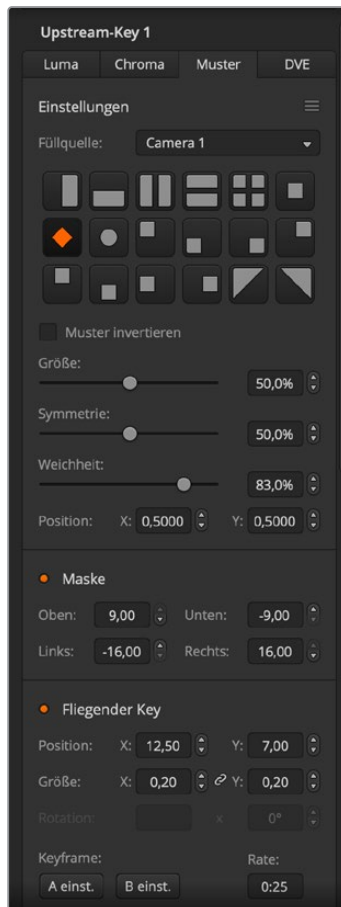 Upstream-Key 1
Luma Chroma Muster DVE
Einstellungen
Füllquelle: Camera 1
Muster invertieren
Größe:
50,0%
Symmetrie:
50,0%
Weichheit:
83,0%
Position: X: 0,5000 Y: 0,5000
Maske
Oben: 9,00 Unten: -9,00
Links: -16,00 Rechts: 16,00
Fliegender Key
Position: X: 12,50 Y: 7,00
Größe: X: 0,20 Y: 0,20
Rotation: x 0°
Keyframe: Rate:
A einst. B einst. 0:25